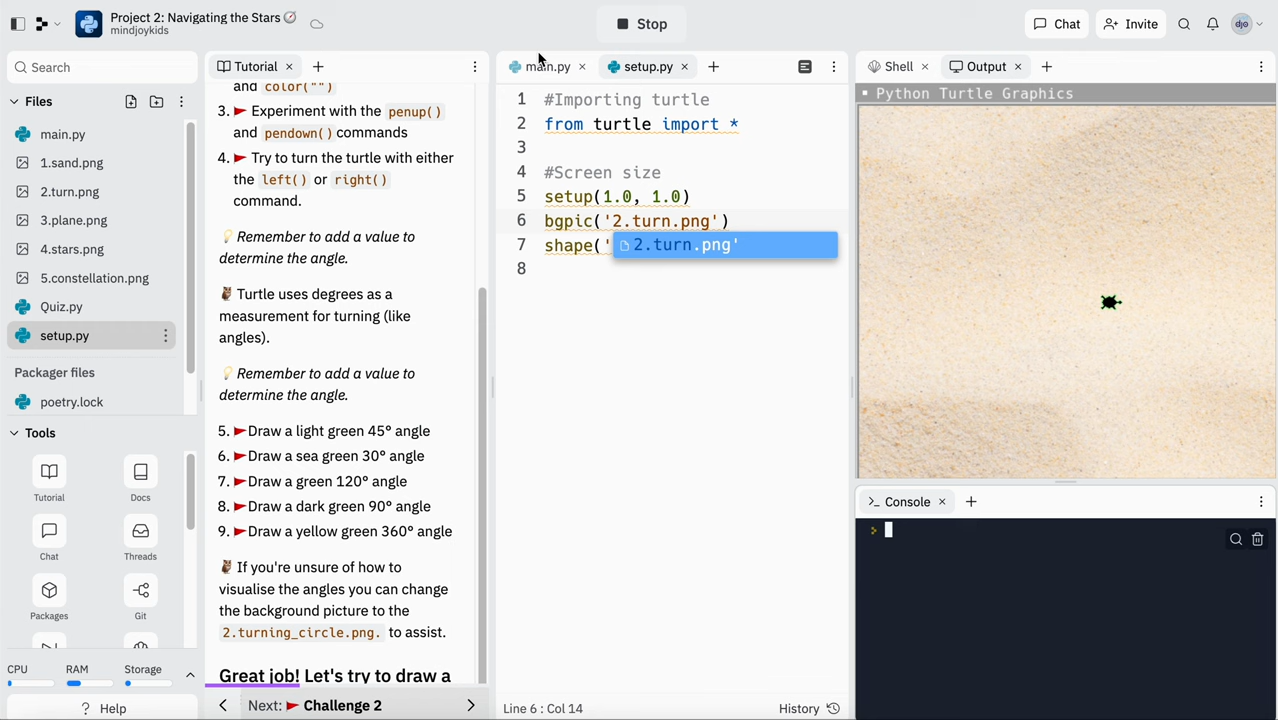 Project 2: Navigating the Stars
mindjoykids
Stop
Chat
Invite
djo
Search
Files
main.py
1.sand.png
2.turn.png
3.plane.png
4.stars.png
5.constellation.png
Quiz.py
setup.py
Packager files
poetry.lock
Tools
Tutorial
Docs
Chat
Threads
Packages
Git
CPU
RAM
Storage
? Help
Tutorial ×
and color("")
3. Experiment with the penup()
and pendown() commands
4. Try to turn the turtle with either
the left() or right()
command.
Remember to add a value to
determine the angle.
Turtle uses degrees as a
measurement for turning (like
angles).
Remember to add a value to
determine the angle.
5. Draw a light green 45° angle
6. Draw a sea green 30° angle
7. Draw a green 120° angle
8. Draw a dark green 90° angle
9. Draw a yellow green 360° angle
If you're unsure of how to
visualise the angles you can change
the background picture to the
2.turning_circle.png. to assist.
Great job! Let's try to draw a
Next: Challenge 2
main.py ×
setup.py ×
1 #Importing turtle
2 from turtle import *
3
4 #Screen size
5 setup(1.0, 1.0)
6 bgpic('2.turn.png')
7 shape('
2.turn.png'
8
Line 6 : Col 14
History
Shell ×
Output ×
Python Turtle Graphics
>_ Console ×
>